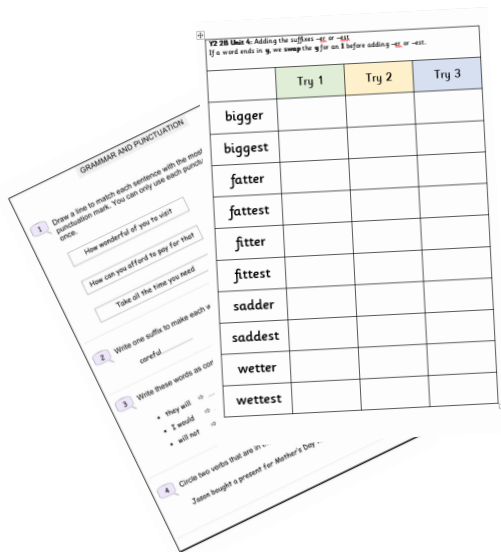 Y2 2B Unit 4: Adding the suffixes –er or –est
If a word ends in y, we swap the y for an I before adding –er or –est.
Try 1 Try 2 Try 3
bigger
biggest
fatter
fattest
fitter
fittest
sadder
saddest
wetter
wettest
GRAMMAR AND PUNCTUATION
1 Draw a line to match each sentence with the most
punctuation mark. You can only use each
once.
How wonderful of you to visit
How can you afford to pay for that
Take all the time you need
2 Write one suffix to make each
careful..........
3 Write these words as
• they will ⇨
• I would ⇨
• will not ⇨
4 Circle two verbs that are in
Jason bought a present for Mother's Day